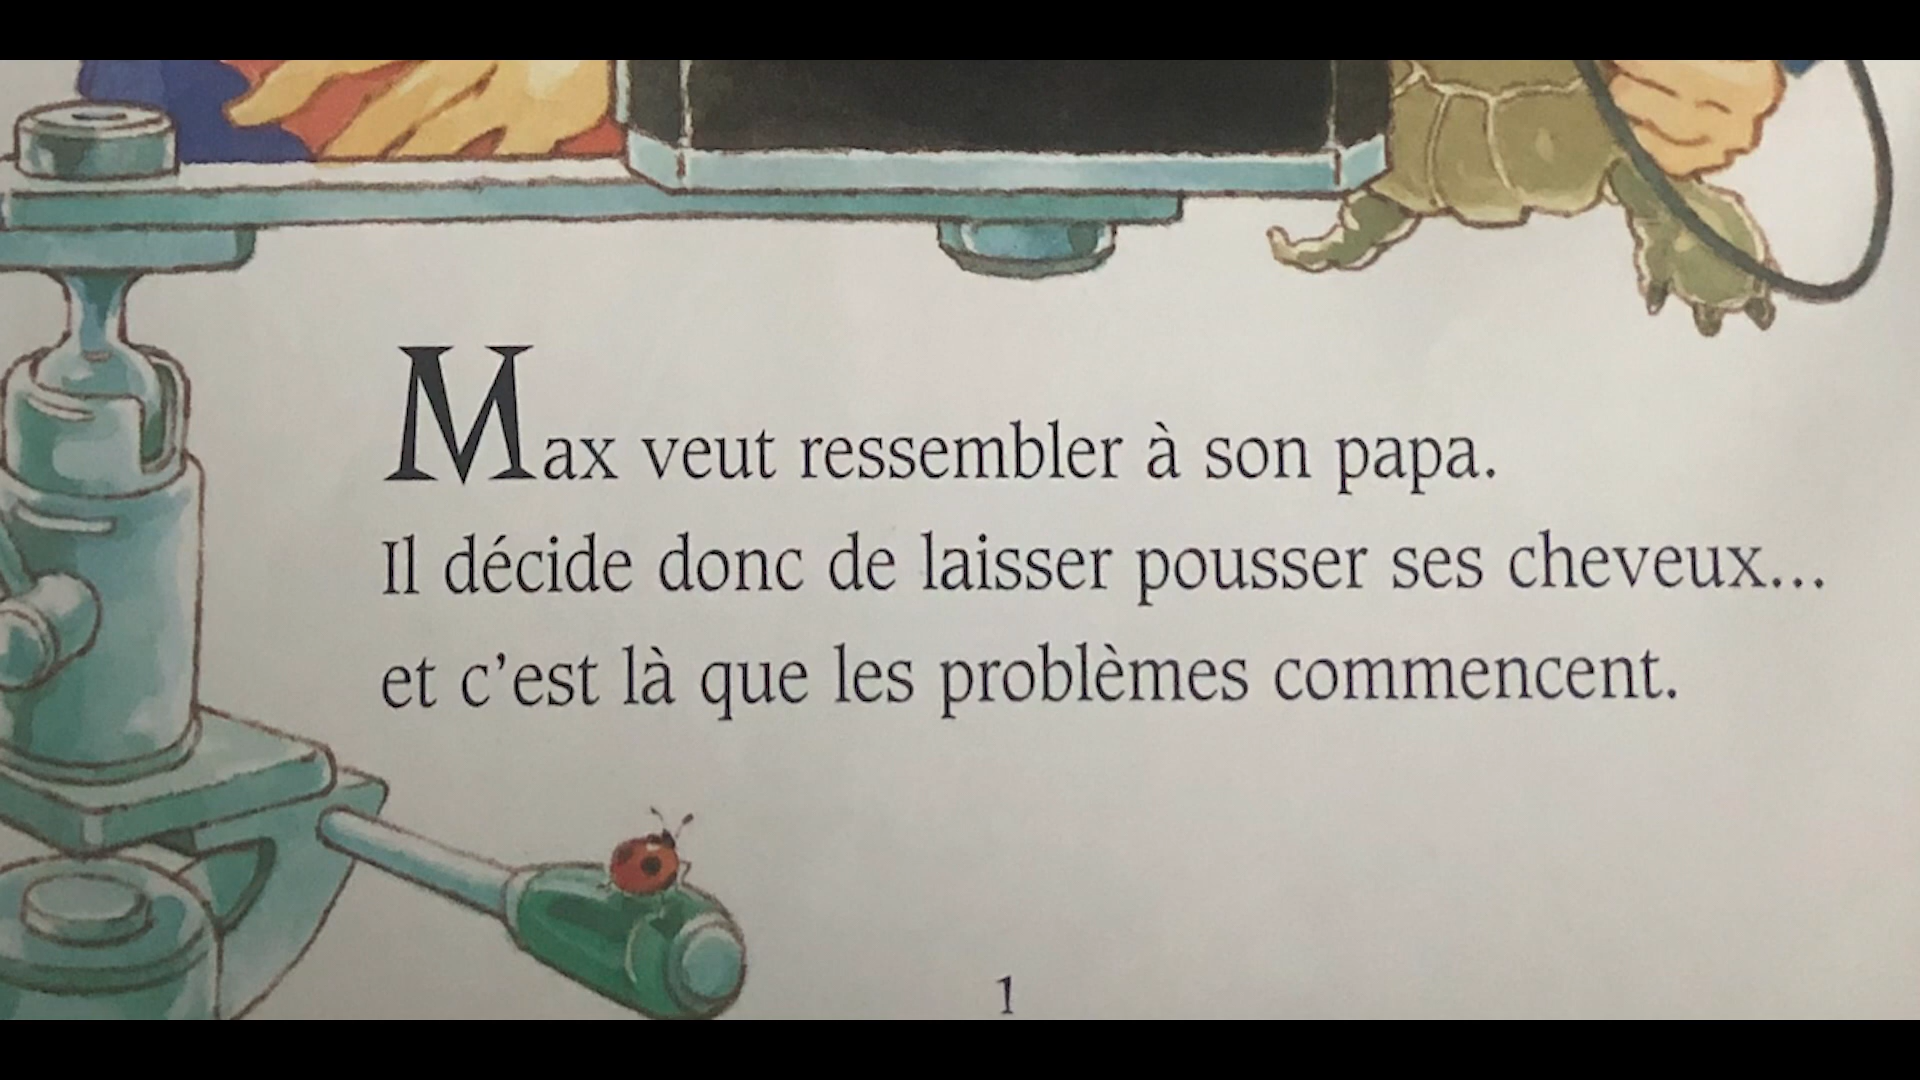 Max veut ressembler à son papa.
Il décide donc de laisser pousser ses cheveux...
et c'est là que les problèmes commencent.
1